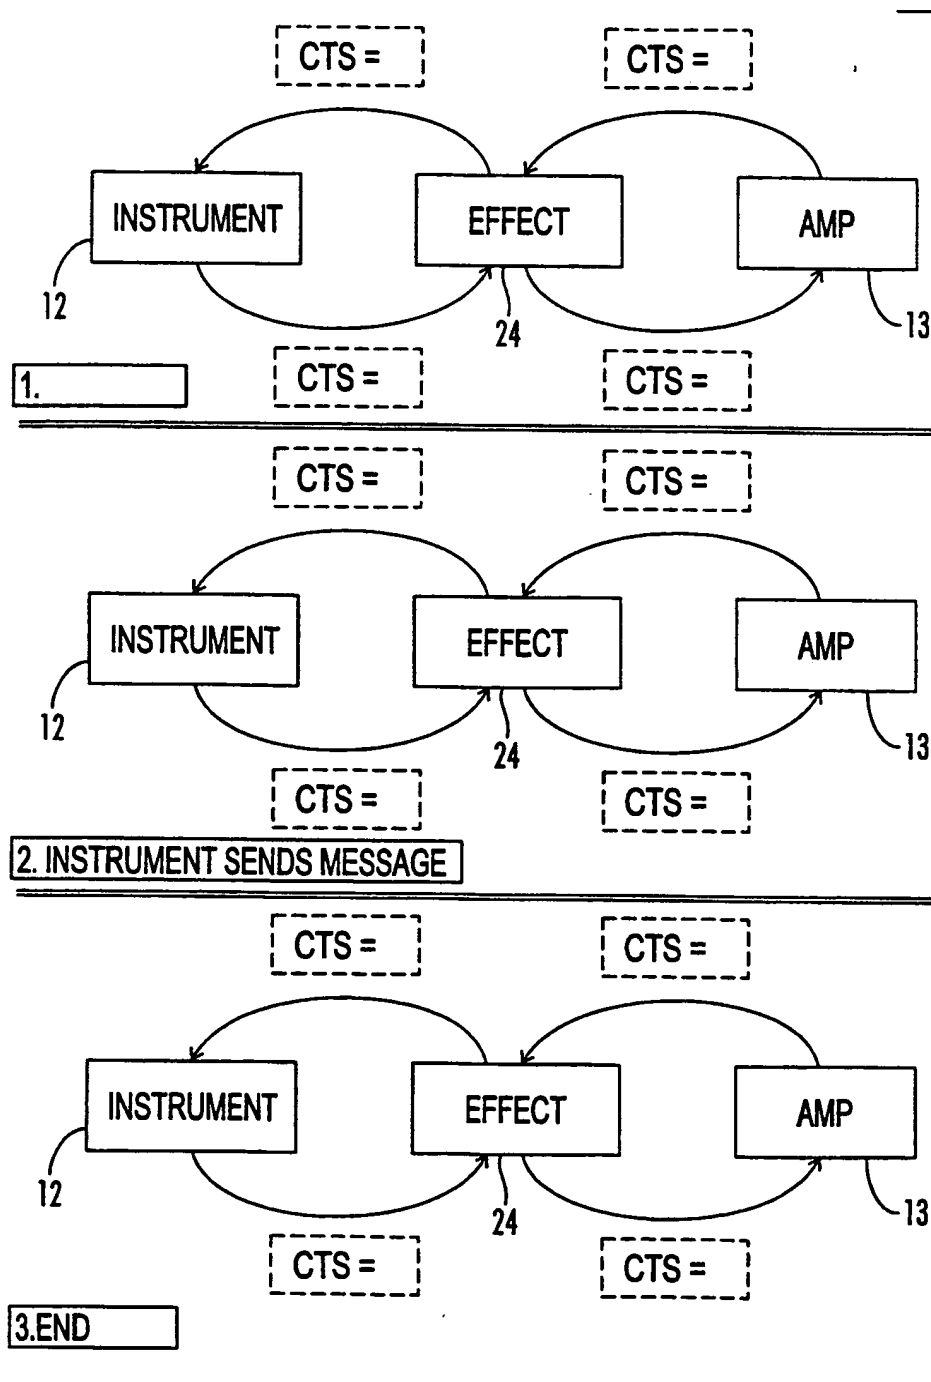 CTS = CTS =
INSTRUMENT EFFECT AMP
12 24 13
CTS = CTS =
1.
CTS = CTS =
INSTRUMENT EFFECT AMP
12 24 13
CTS = CTS =
2. INSTRUMENT SENDS MESSAGE
CTS = CTS =
INSTRUMENT EFFECT AMP
12 24 13
CTS = CTS =
3.END